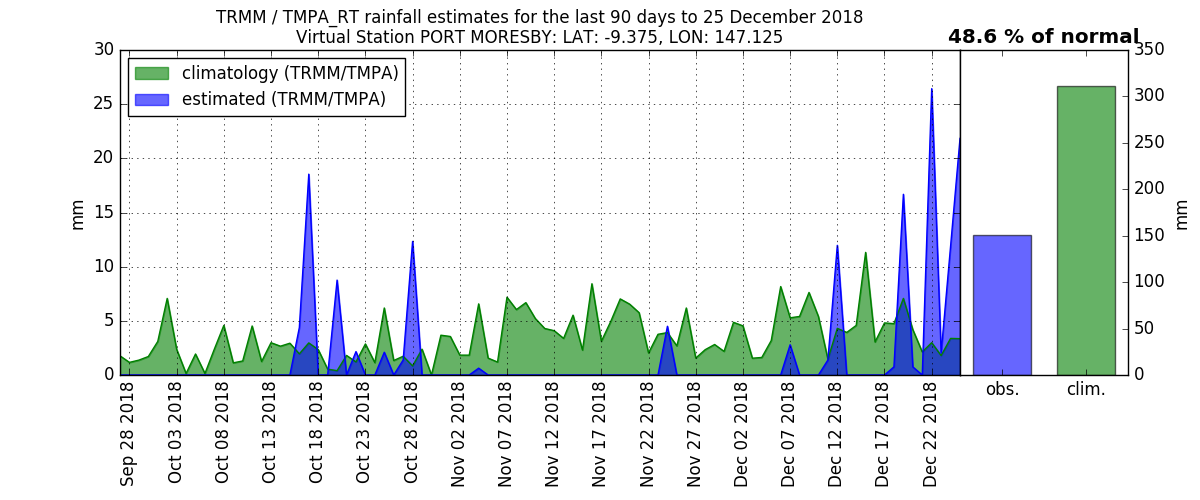 TRMM / TMPA_RT rainfall estimates for the last 90 days to 25 December 2018
Virtual Station PORT MORESBY: LAT: -9.375, LON: 147.125
48.6 % of normal
climatology (TRMM/TMPA)
estimated (TRMM/TMPA)
30
25
20
15
10
5
0
mm
350
300
250
200
150
100
50
0
mm
Sep 28 2018
Oct 03 2018
Oct 08 2018
Oct 13 2018
Oct 18 2018
Oct 23 2018
Oct 28 2018
Nov 02 2018
Nov 07 2018
Nov 12 2018
Nov 17 2018
Nov 22 2018
Nov 27 2018
Dec 02 2018
Dec 07 2018
Dec 12 2018
Dec 17 2018
Dec 22 2018
obs.
clim.